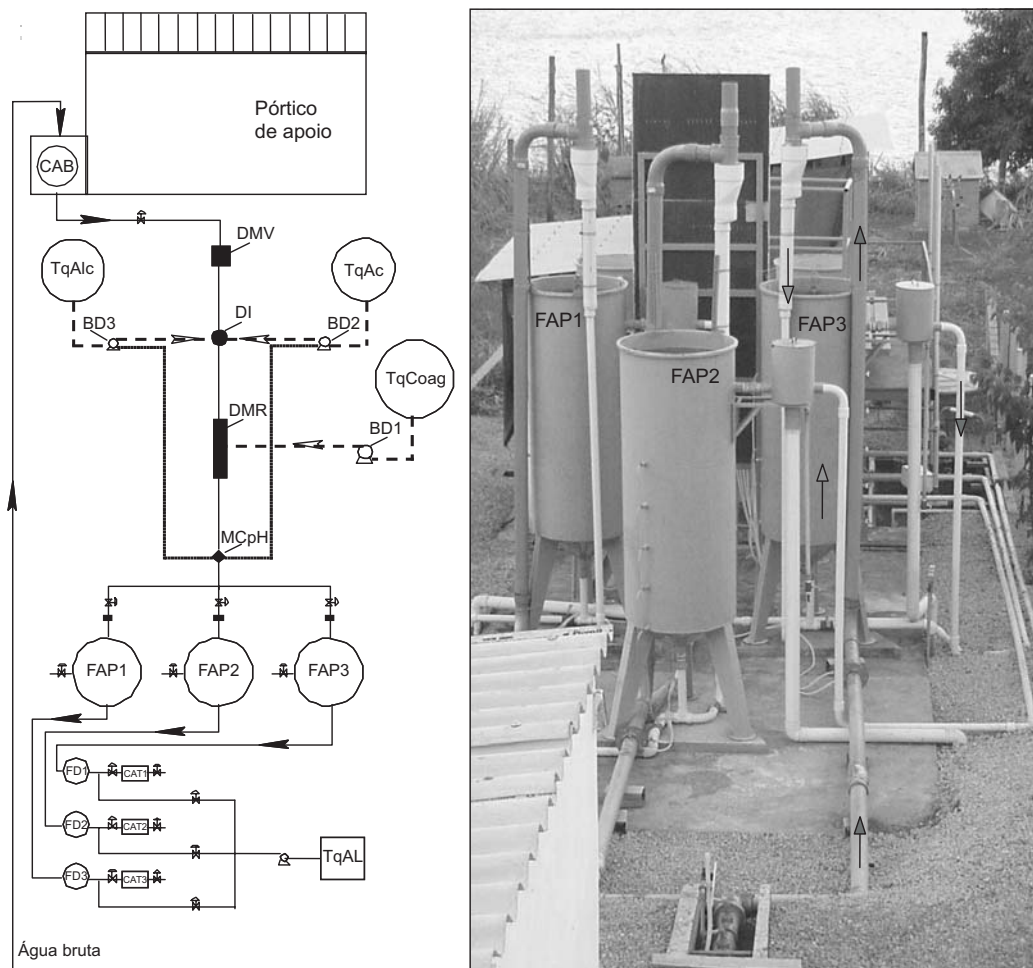 Pórtico
de apoio
CAB
DMV
TqAlc
TqAc
DI
BD3
BD2
TqCoag
DMR
BD1
MCpH
FAP1
FAP2
FAP3
FD1
CAT1
FD2
CAT2
TqAL
FD3
CAT3
Água bruta
FAP1
FAP3
FAP2